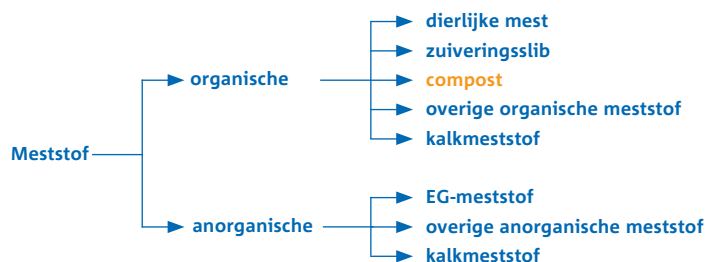 dierlijke mest
zuiveringsslib
organische
compost
overige organische meststof
kalkmeststof
Meststof
EG-meststof
anorganische
overige anorganische meststof
kalkmeststof